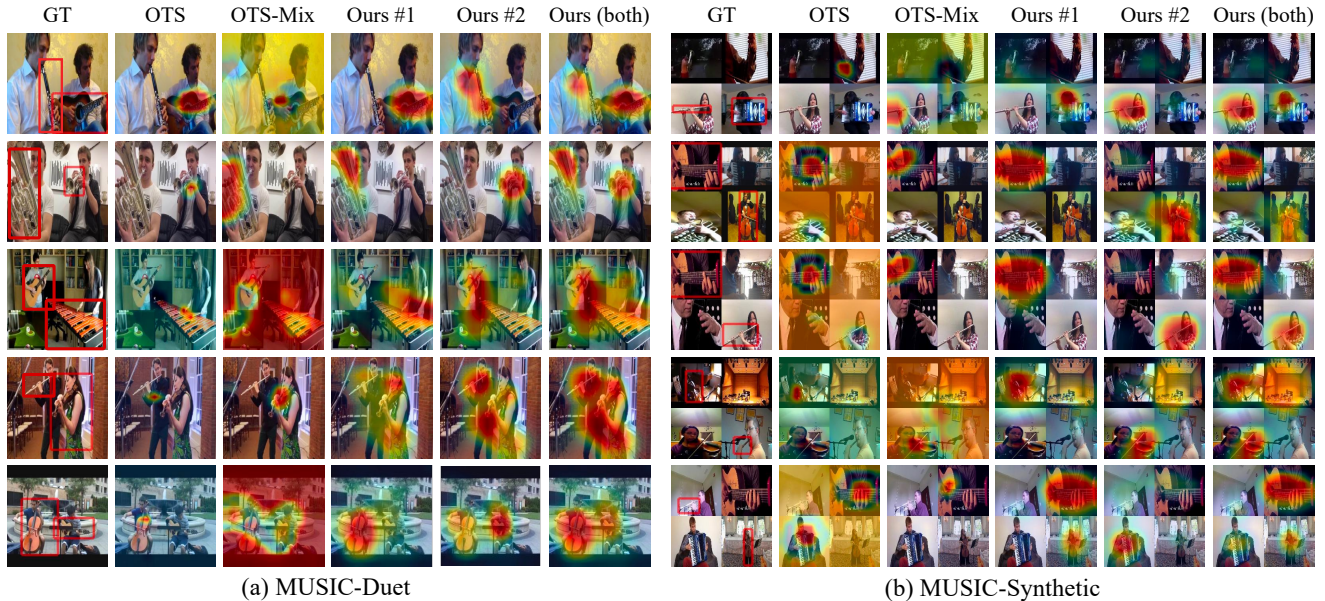 GT OTS OTS-Mix Ours #1 Ours #2 Ours (both) GT OTS OTS-Mix Ours #1 Ours #2 Ours (both)
(a) MUSIC-Duet (b) MUSIC-Synthetic